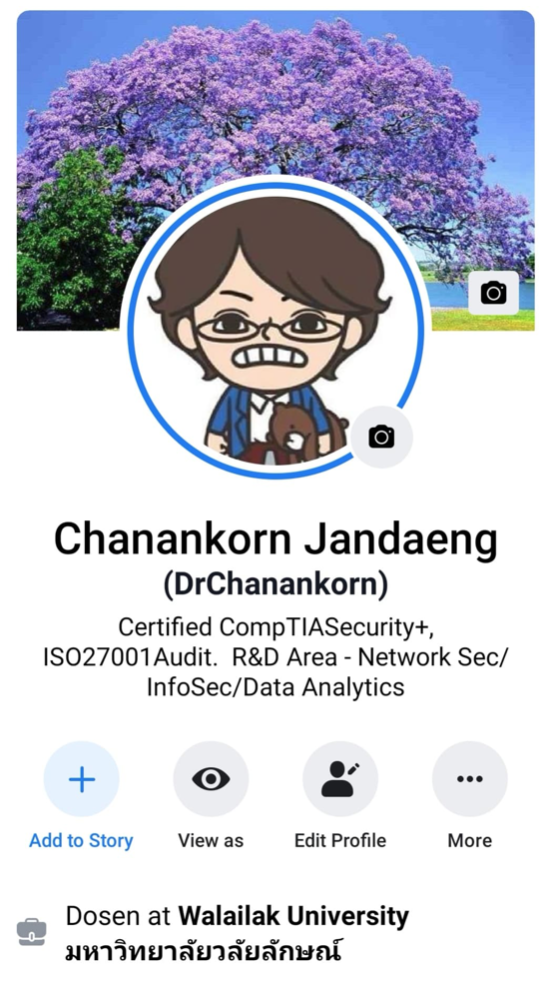 Chanankorn Jandaeng
(DrChanankorn)
Certified CompTIASecurity+,
ISO27001Audit.  R&D Area - Network Sec/
InfoSec/Data Analytics
Add to Story
View as
Edit Profile
More
Dosen at Walailak University
มหาวิทยาลัยวลัยลักษณ์